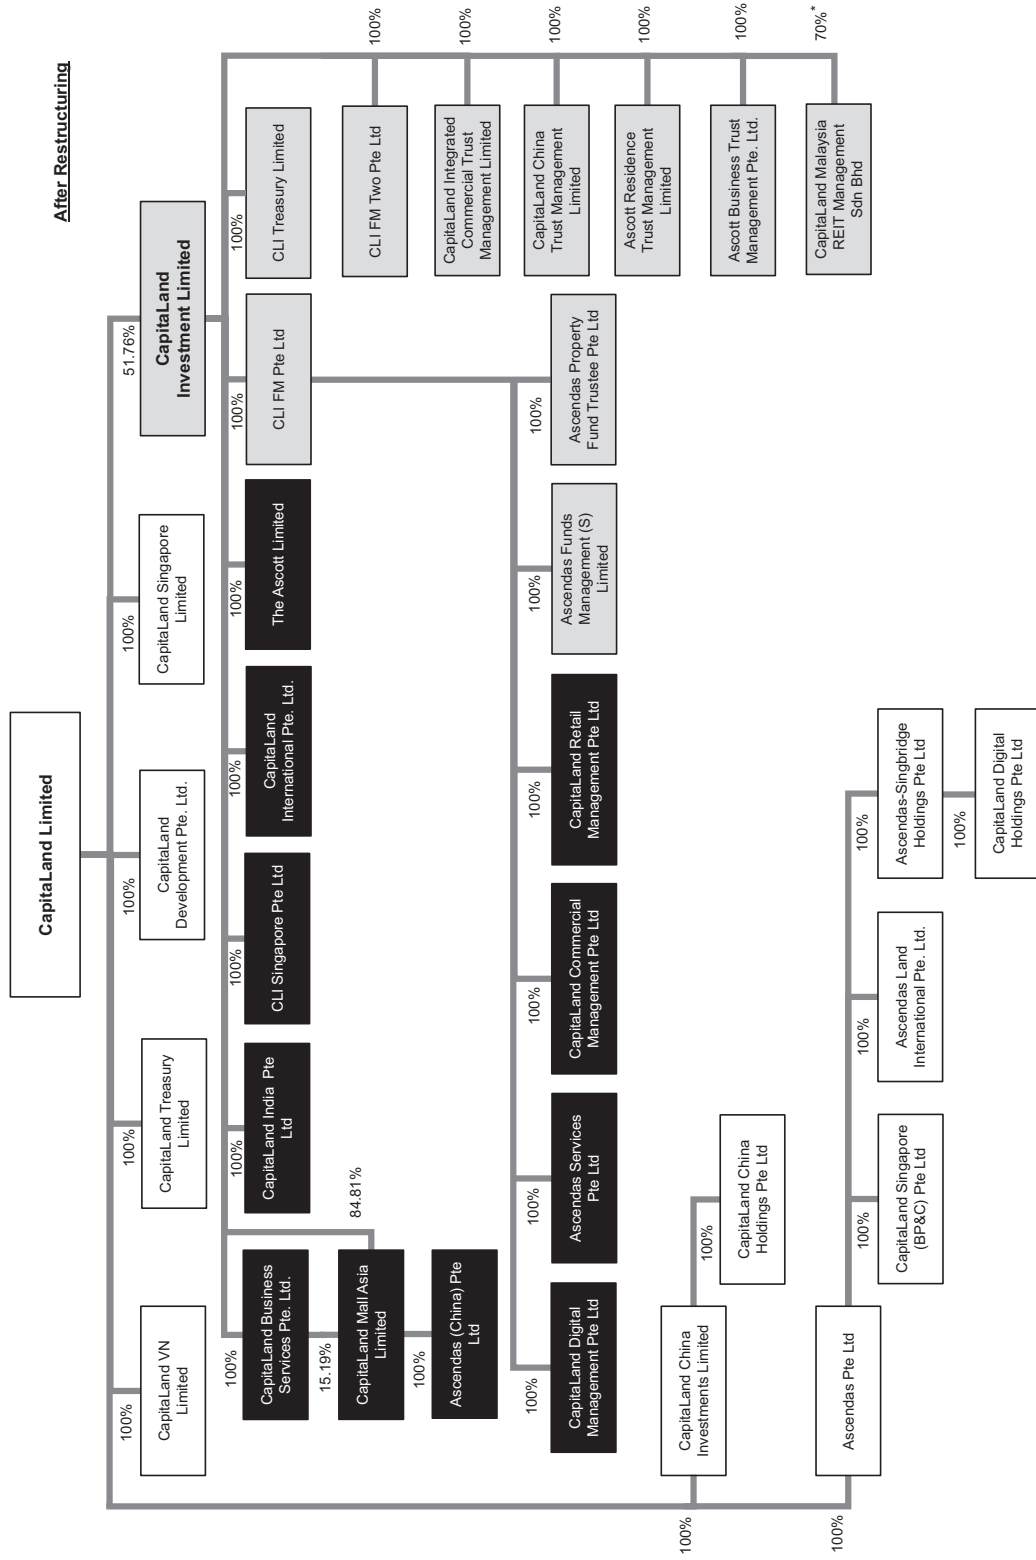 After Restructuring
CapitaLand Limited
100%
CapitaLand VN
Limited
100%
CapitaLand Treasury
Limited
100%
CapitaLand
Development Pte. Ltd.
100%
CapitaLand Singapore
Limited
51.76%
CapitaLand
Investment Limited
100%
CapitaLand Business
Services Pte. Ltd.
15.19%
84.81%
CapitaLand Mall Asia
Limited
100%
Ascendas (China) Pte
Ltd
100%
CapitaLand India Pte
Ltd
100%
CLI Singapore Pte Ltd
100%
CapitaLand
International Pte. Ltd.
100%
The Ascott Limited
100%
CLI FM Pte Ltd
100%
CLI Treasury Limited
CLI FM Two Pte Ltd
100%
CapitaLand Integrated
Commercial Trust
Management Limited
100%
CapitaLand China
Trust Management
Limited
100%
Ascott Residence
Trust Management
Limited
100%
Ascott Business Trust
Management Pte. Ltd.
100%
CapitaLand Malaysia
REIT Management
Sdn Bhd
70%*
100%
CapitaLand Digital
Management Pte Ltd
100%
Ascendas Services
Pte Ltd
100%
CapitaLand Commercial
Management Pte Ltd
100%
CapitaLand Retail
Management Pte Ltd
100%
Ascendas Funds
Management (S)
Limited
100%
Ascendas Property
Fund Trustee Pte Ltd
100%
CapitaLand China
Investments Limited
100%
CapitaLand China
Holdings Pte Ltd
100%
Ascendas Pte Ltd
100%
CapitaLand Singapore
(BP&C) Pte Ltd
100%
Ascendas Land
International Pte. Ltd.
100%
Ascendas-Singbridge
Holdings Pte Ltd
100%
CapitaLand Digital
Holdings Pte Ltd